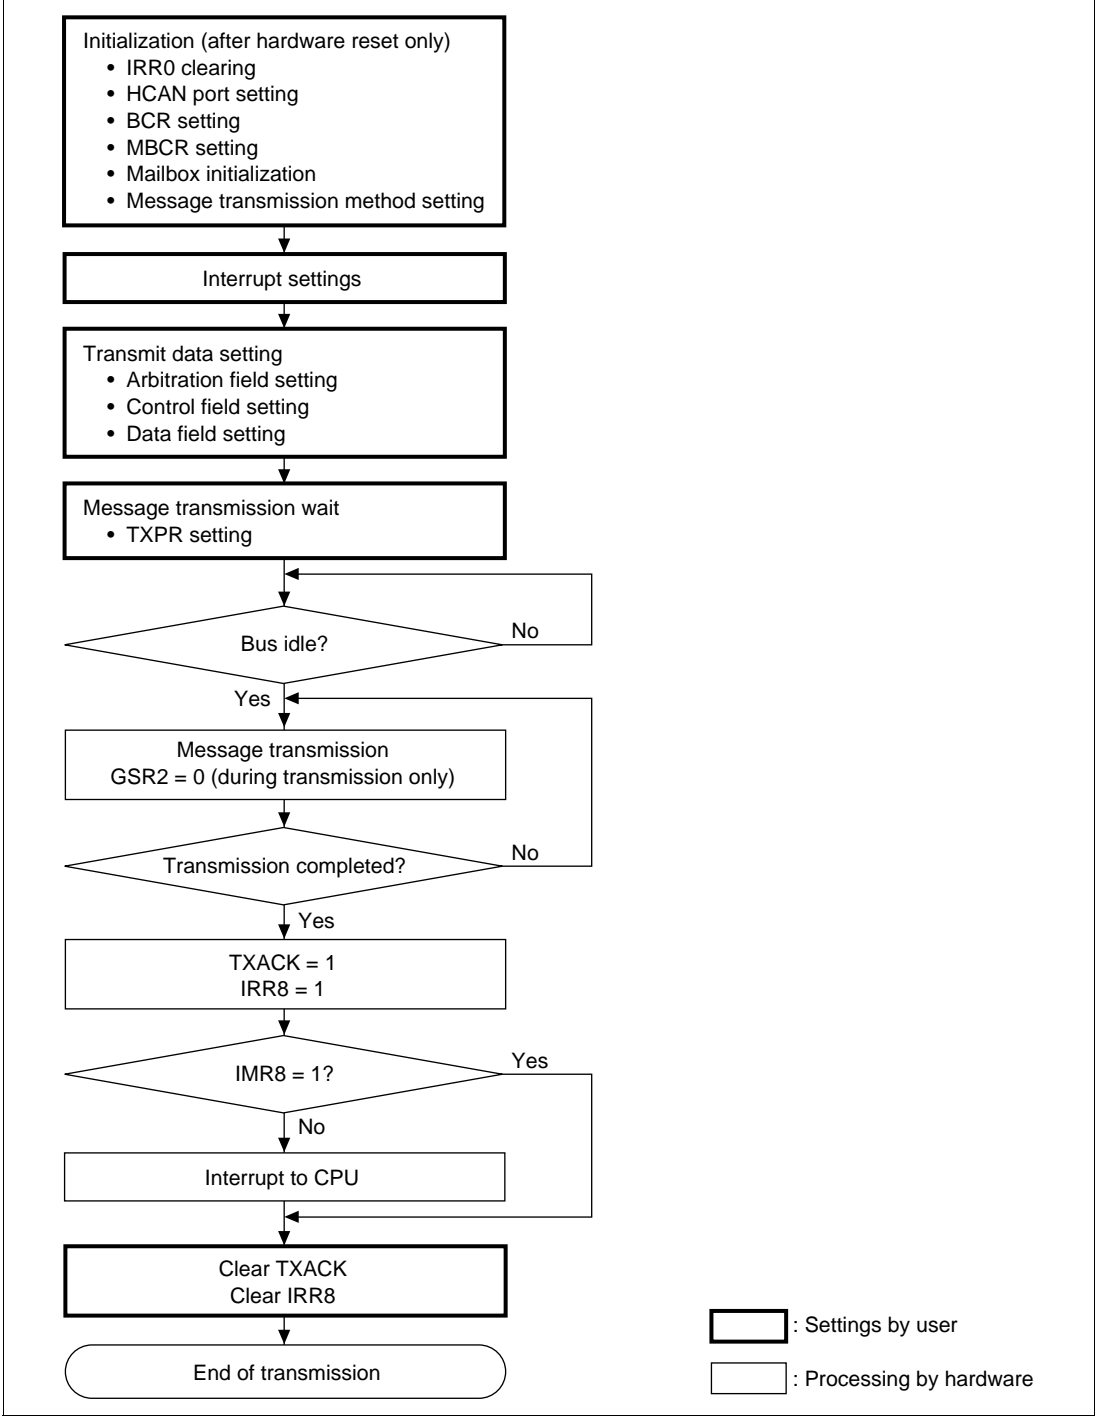 Initialization (after hardware reset only)
• IRR0 clearing
• HCAN port setting
• BCR setting
• MBCR setting
• Mailbox initialization
• Message transmission method setting
Interrupt settings
Transmit data setting
• Arbitration field setting
• Control field setting
• Data field setting
Message transmission wait
• TXPR setting
Bus idle?
No
Yes
Message transmission
GSR2 = 0 (during transmission only)
Transmission completed?
No
Yes
TXACK = 1
IRR8 = 1
IMR8 = 1?
Yes
No
Interrupt to CPU
Clear TXACK
Clear IRR8
End of transmission
: Settings by user
: Processing by hardware